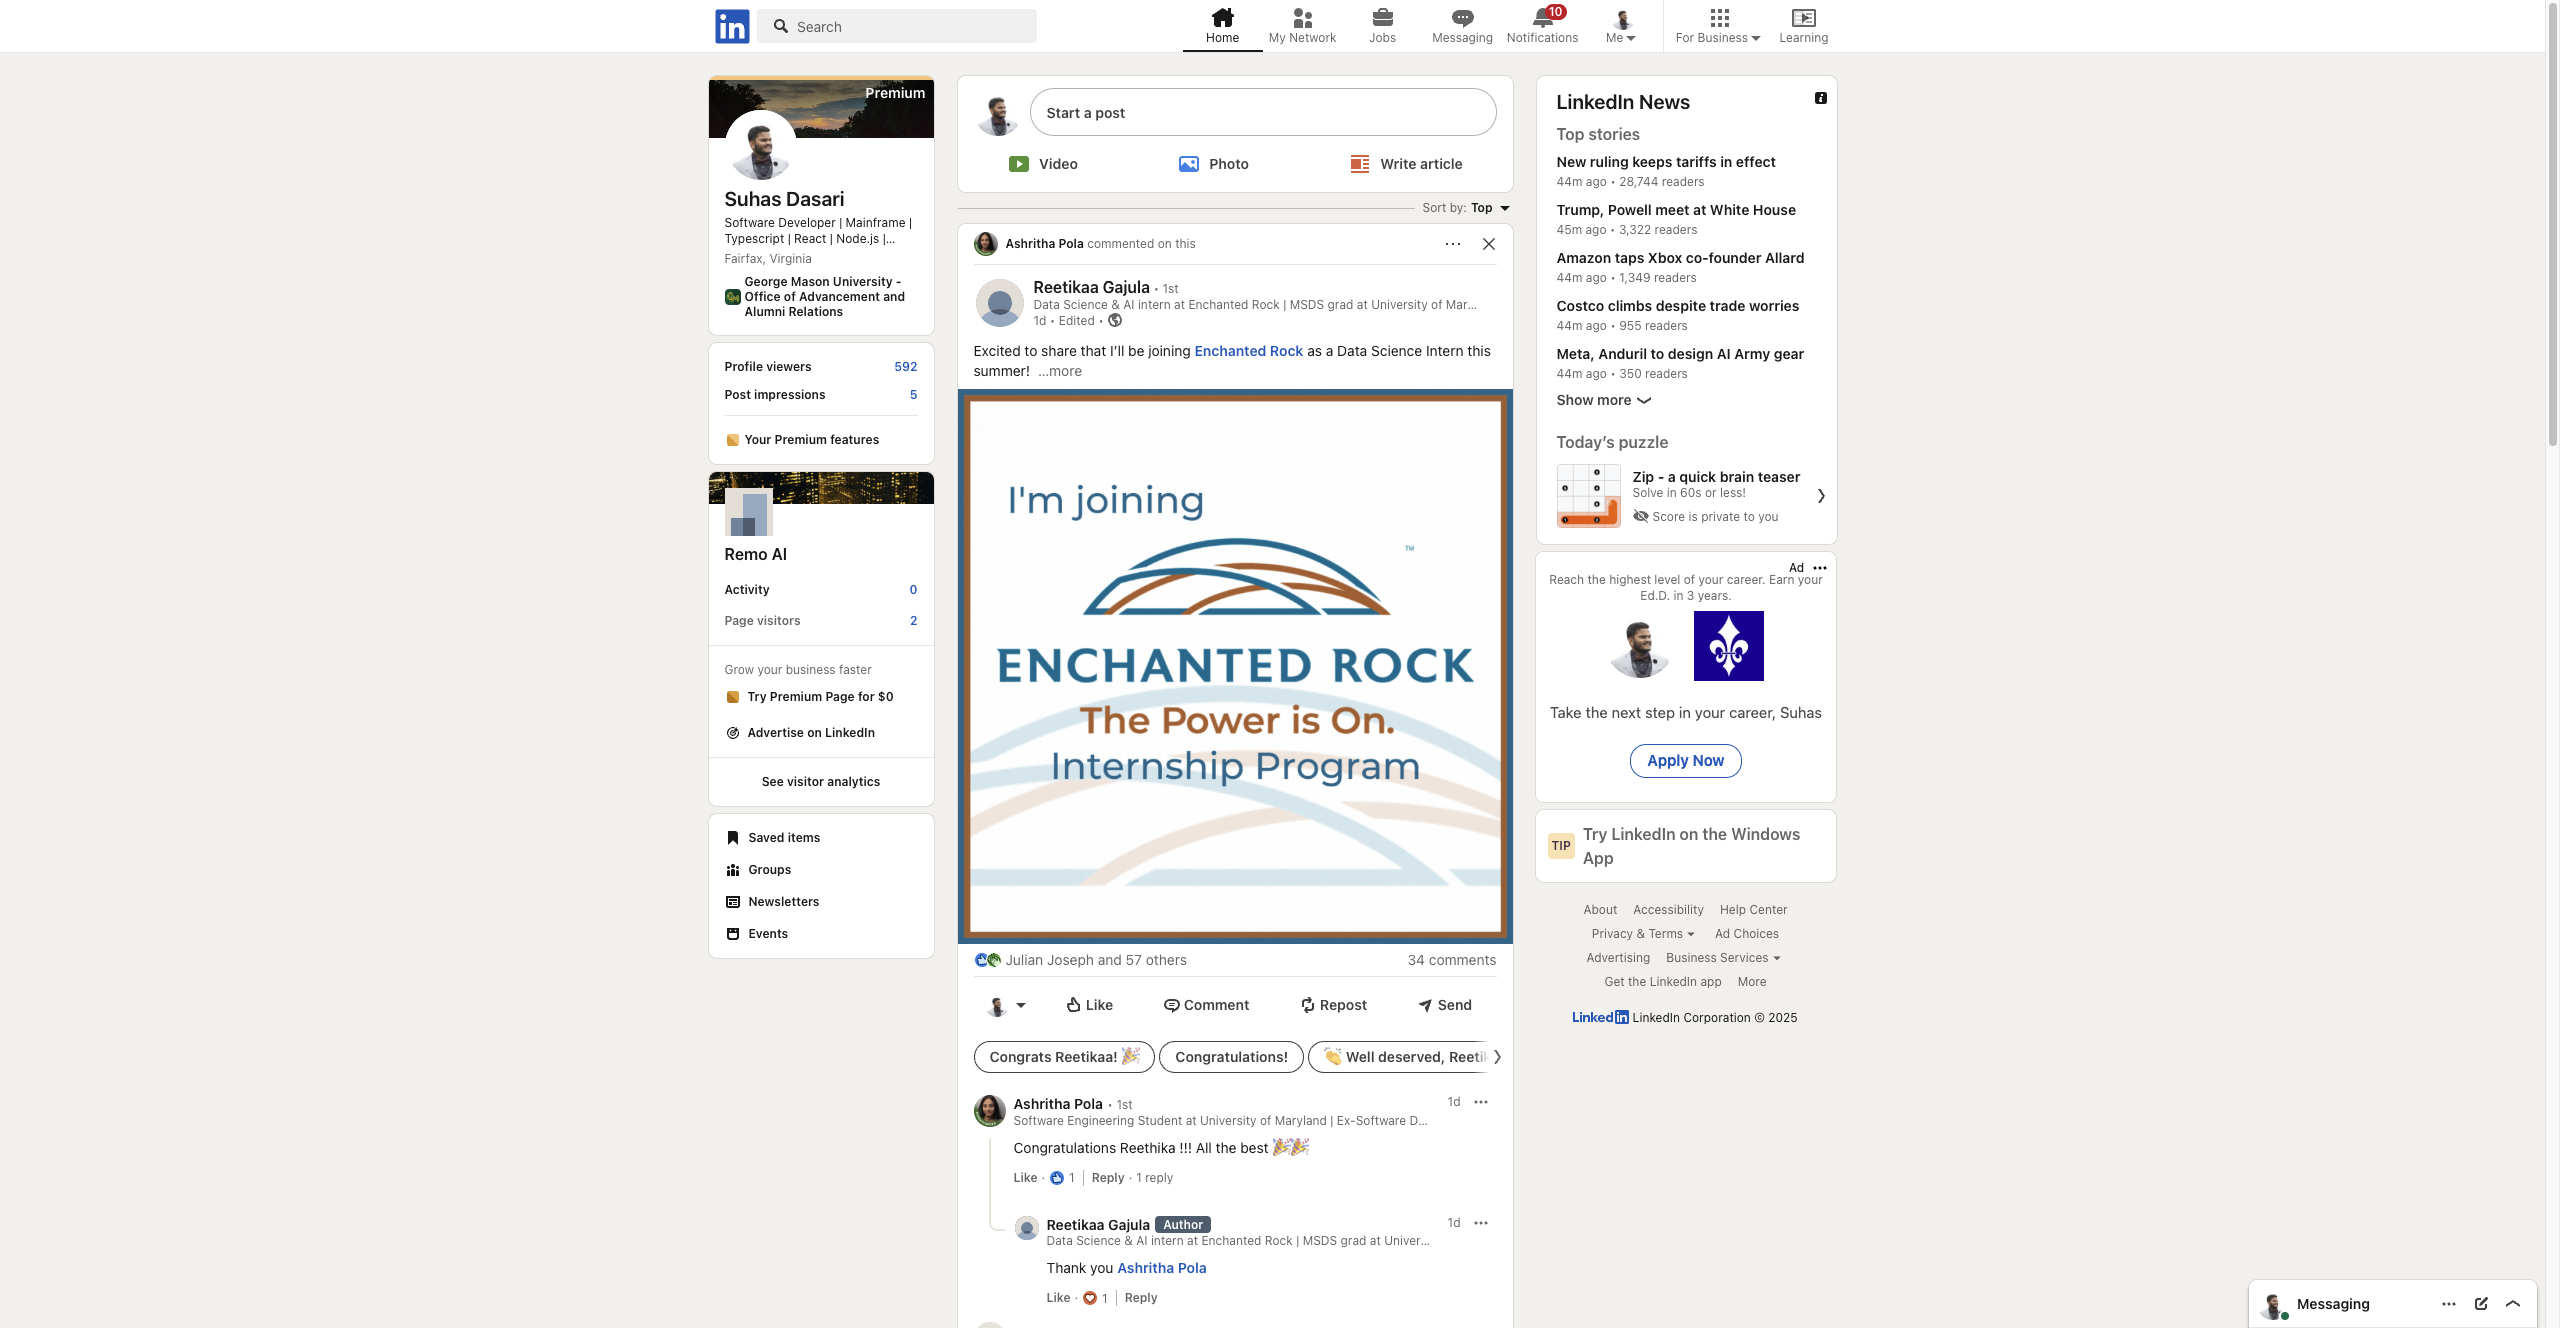 in
Search
Home
My Network
Jobs
Messaging
10
Notifications
Me
For Business
Learning
Premium
Suhas Dasari
Software Developer | Mainframe |
Typescript | React | Node.js |...
Fairfax, Virginia
George Mason University -
Office of Advancement and
Alumni Relations
Profile viewers 592
Post impressions 5
Your Premium features
Remo AI
Activity 0
Page visitors 2
Grow your business faster
Try Premium Page for $0
Advertise on LinkedIn
See visitor analytics
Saved items
Groups
Newsletters
Events
Start a post
Video
Photo
Write article
Sort by: Top
Ashritha Pola commented on this
Reetikaa Gajula • 1st
Data Science & AI intern at Enchanted Rock | MSDS grad at University of Mar...
1d • Edited •
Excited to share that I’ll be joining Enchanted Rock as a Data Science Intern this
summer! ...more
I'm joining
TM
ENCHANTED ROCK
The Power is On.
Internship Program
Julian Joseph and 57 others
34 comments
Like
Comment
Repost
Send
Congrats Reetikaa! 🎉
Congratulations!
👏 Well deserved, Reetik
Ashritha Pola • 1st
1d
Software Engineering Student at University of Maryland | Ex-Software D...
Congratulations Reethika !!! All the best 🎉🎉
Like · 1 | Reply · 1 reply
Reetikaa Gajula Author
1d
Data Science & AI intern at Enchanted Rock | MSDS grad at Univer...
Thank you Ashritha Pola
Like · 1 | Reply
LinkedIn News
Top stories
New ruling keeps tariffs in effect
44m ago • 28,744 readers
Trump, Powell meet at White House
45m ago • 3,322 readers
Amazon taps Xbox co-founder Allard
44m ago • 1,349 readers
Costco climbs despite trade worries
44m ago • 955 readers
Meta, Anduril to design AI Army gear
44m ago • 350 readers
Show more
Today’s puzzle
Zip - a quick brain teaser
Solve in 60s or less!
Score is private to you
Ad
Reach the highest level of your career. Earn your
Ed.D. in 3 years.
Take the next step in your career, Suhas
Apply Now
TIP
Try LinkedIn on the Windows
App
About Accessibility Help Center
Privacy & Terms Ad Choices
Advertising Business Services
Get the LinkedIn app More
LinkedIn LinkedIn Corporation © 2025
Messaging